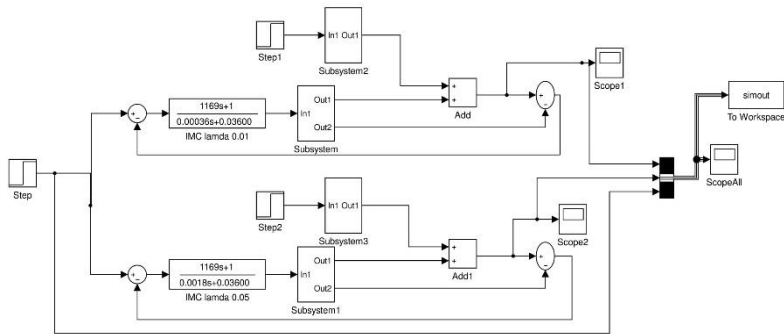 Step1
In1 Out1
Subsystem2
1169s+1
0.00036s+0.03600
IMC lamda 0.01
In1
Out1
Out2
Subsystem
Add
Scope1
simout
To Workspace
ScopeAll
Step
Step2
In1 Out1
Subsystem3
1169s+1
0.0018s+0.03600
IMC lamda 0.05
In1
Out1
Out2
Subsystem1
Add1
Scope2